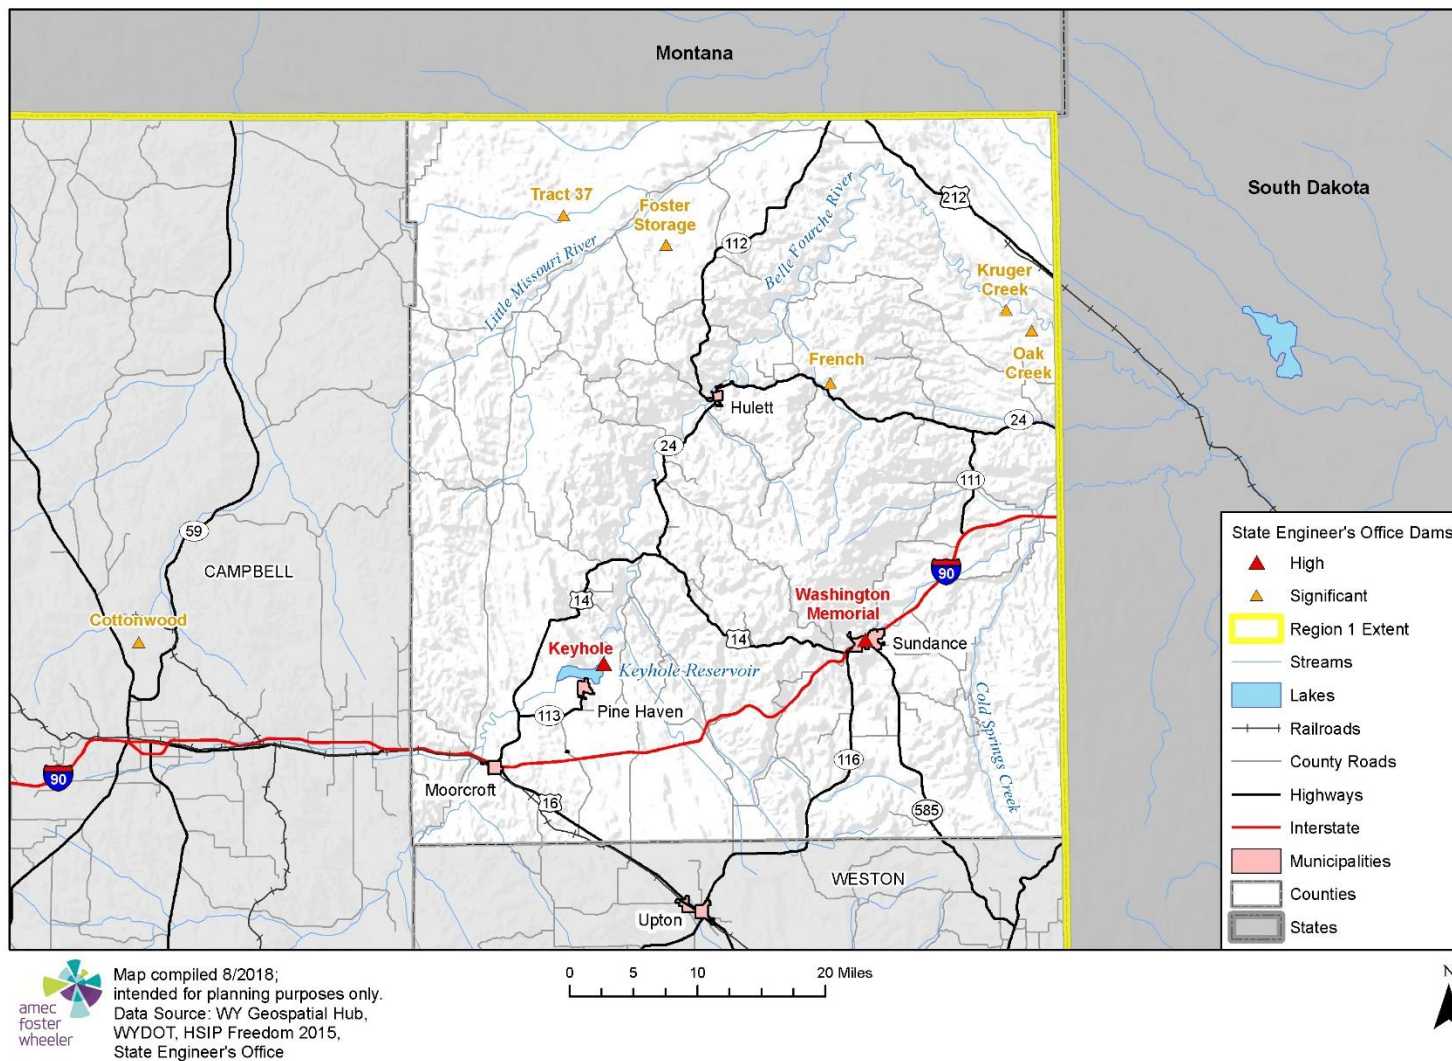 Montana
South Dakota
Tract 37
Foster
Storage
212
112
Belle Fourche River
Little Missouri River
Kruger
Creek
Oak
Creek
French
Hulett
24
24
111
59
CAMPBELL
90
Cottonwood
14
Washington
Memorial
14
Sundance
Keyhole
Keyhole Reservoir
Pine Haven
113
Cold Springs Creek
90
Moorcroft
16
116
585
WESTON
Upton
State Engineer's Office Dams
High
Significant
Region 1 Extent
Streams
Lakes
Railroads
County Roads
Highways
Interstate
Municipalities
Counties
States
amec
foster
wheeler
Map compiled 8/2018;
intended for planning purposes only.
Data Source: WY Geospatial Hub,
WYDOT, HSIP Freedom 2015,
State Engineer's Office
0 5 10 20 Miles
N